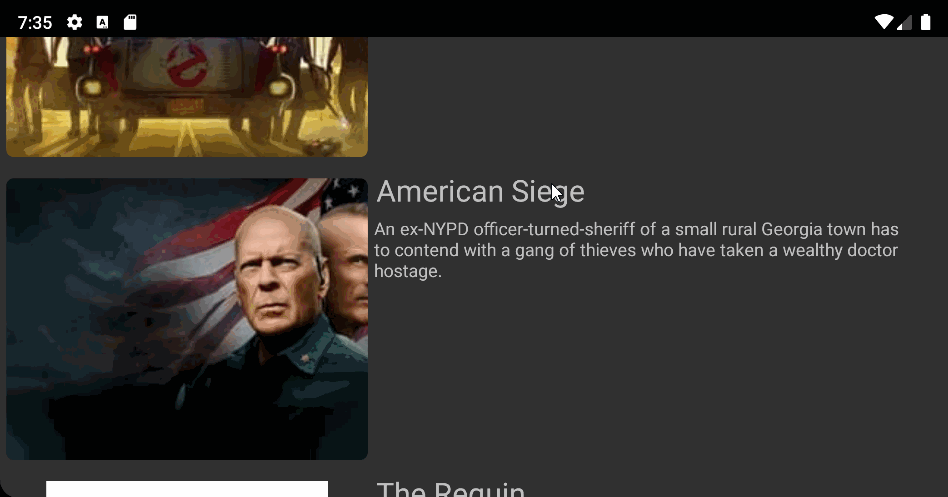 7:35
A
American Siege
An ex-NYPD officer-turned-sheriff of a small rural Georgia town has
to contend with a gang of thieves who have taken a wealthy doctor
hostage.
The Requin